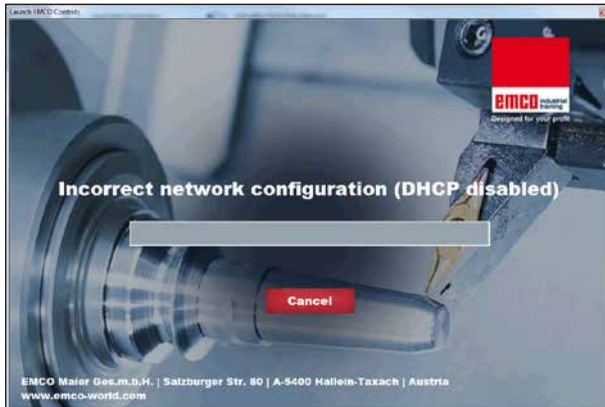 Launch EMCO Controls
emco industrial
training
Designed for your profit
Incorrect network configuration (DHCP disabled)
Cancel
EMCO Maier Ges.m.b.H. | Salzburger Str. 80 | A-5400 Hallein-Taxach | Austria
www.emco-world.com